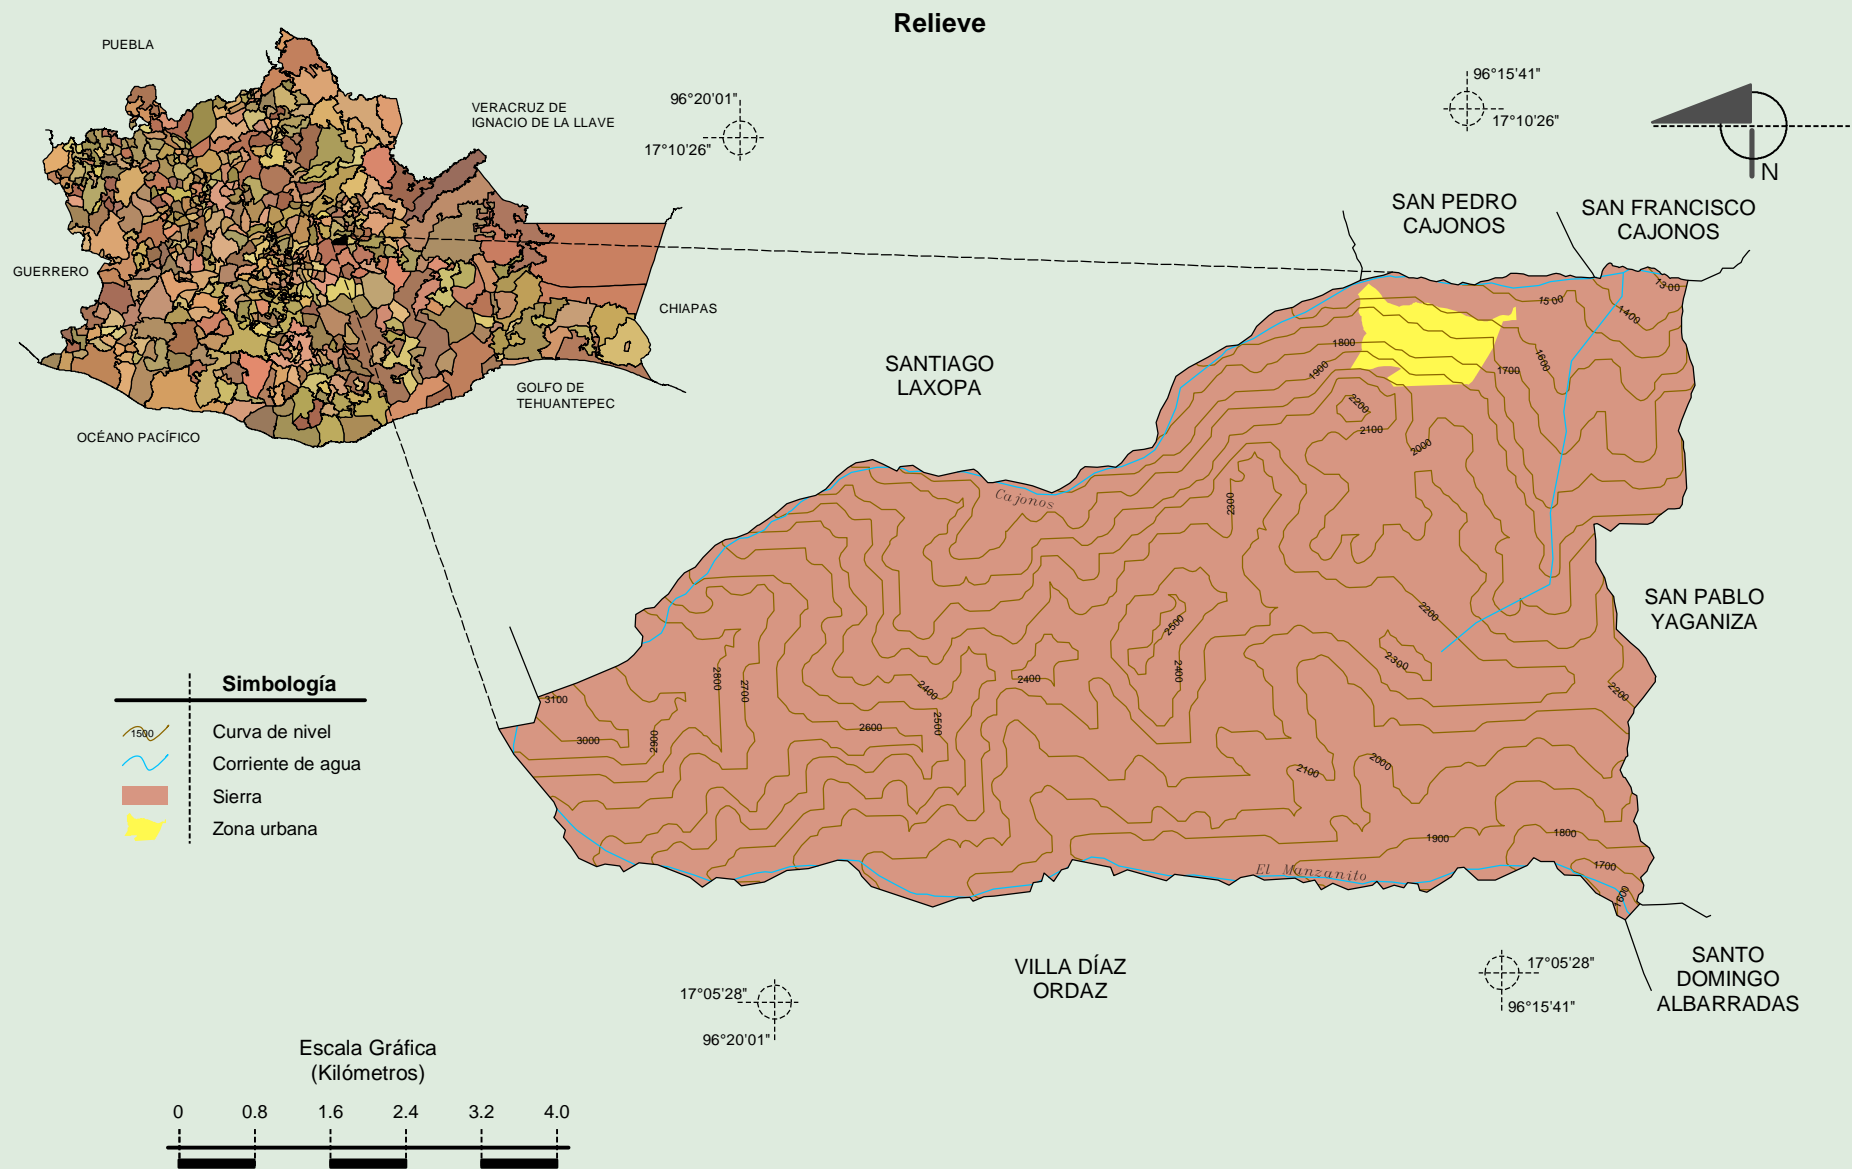 Relieve
PUEBLA
VERACRUZ DE
IGNACIO DE LA LLAVE
GUERRERO
CHIAPAS
GOLFO DE
TEHUANTEPEC
OCÉANO PACÍFICO
96°20'01"
17°10'26"
96°15'41"
17°10'26"
N
SAN PEDRO
CAJONOS
SAN FRANCISCO
CAJONOS
SANTIAGO
LAXOPA
SAN PABLO
YAGANIZA
1300
1500
1400
1600
1800
1900
1700
2200
2100
2000
2300
Cajonos
2500
2400
2200
2300
2200
2800
2700
2400
2400
2500
2600
3100
3000
2900
2100
2000
1900
1800
1700
1600
El Manzanito
Simbología
1500
Curva de nivel
Corriente de agua
Sierra
Zona urbana
VILLA DÍAZ
ORDAZ
SANTO
DOMINGO
ALBARRADAS
17°05'28"
96°20'01"
17°05'28"
96°15'41"
Escala Gráfica
(Kilómetros)
0 0.8 1.6 2.4 3.2 4.0